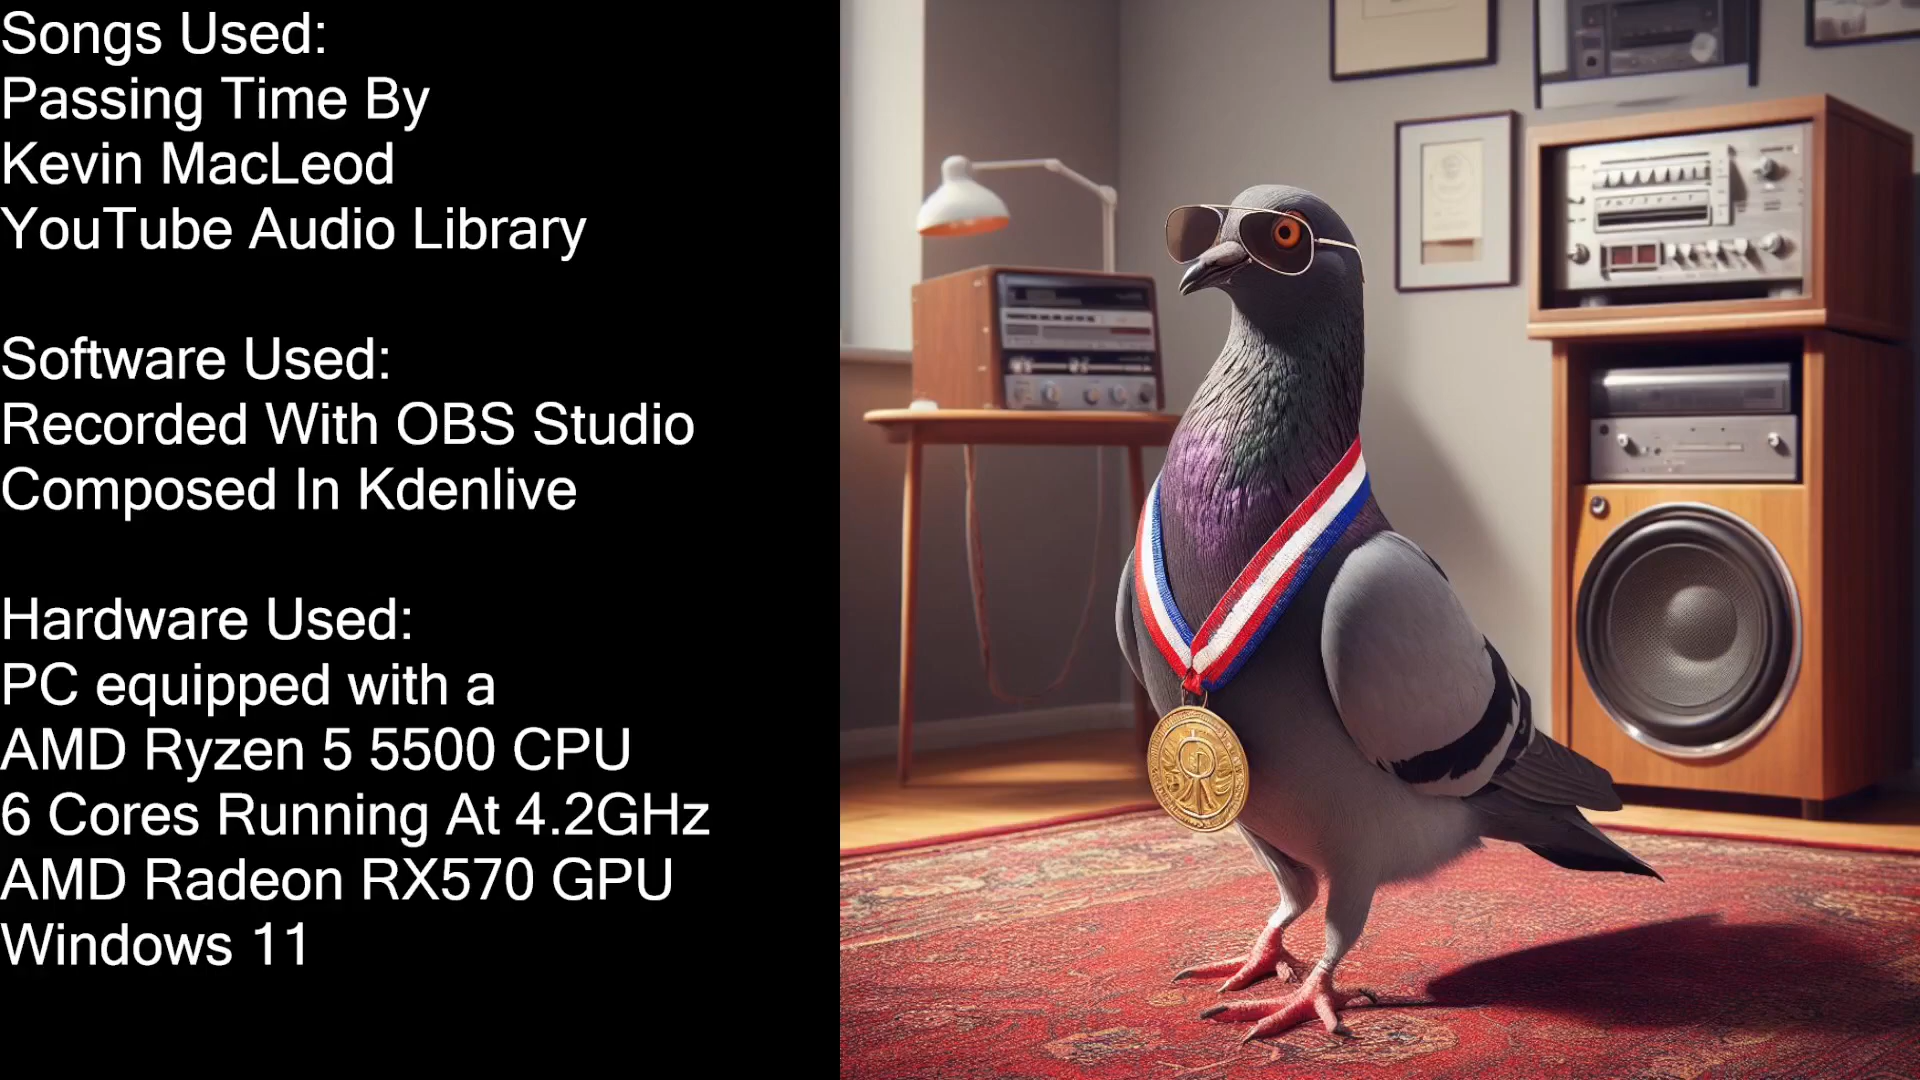 Songs Used:
Passing Time By
Kevin MacLeod
YouTube Audio Library
Software Used:
Recorded With OBS Studio
Composed In Kdenlive
Hardware Used:
PC equipped with a
AMD Ryzen 5 5500 CPU
6 Cores Running At 4.2GHz
AMD Radeon RX570 GPU
Windows 11